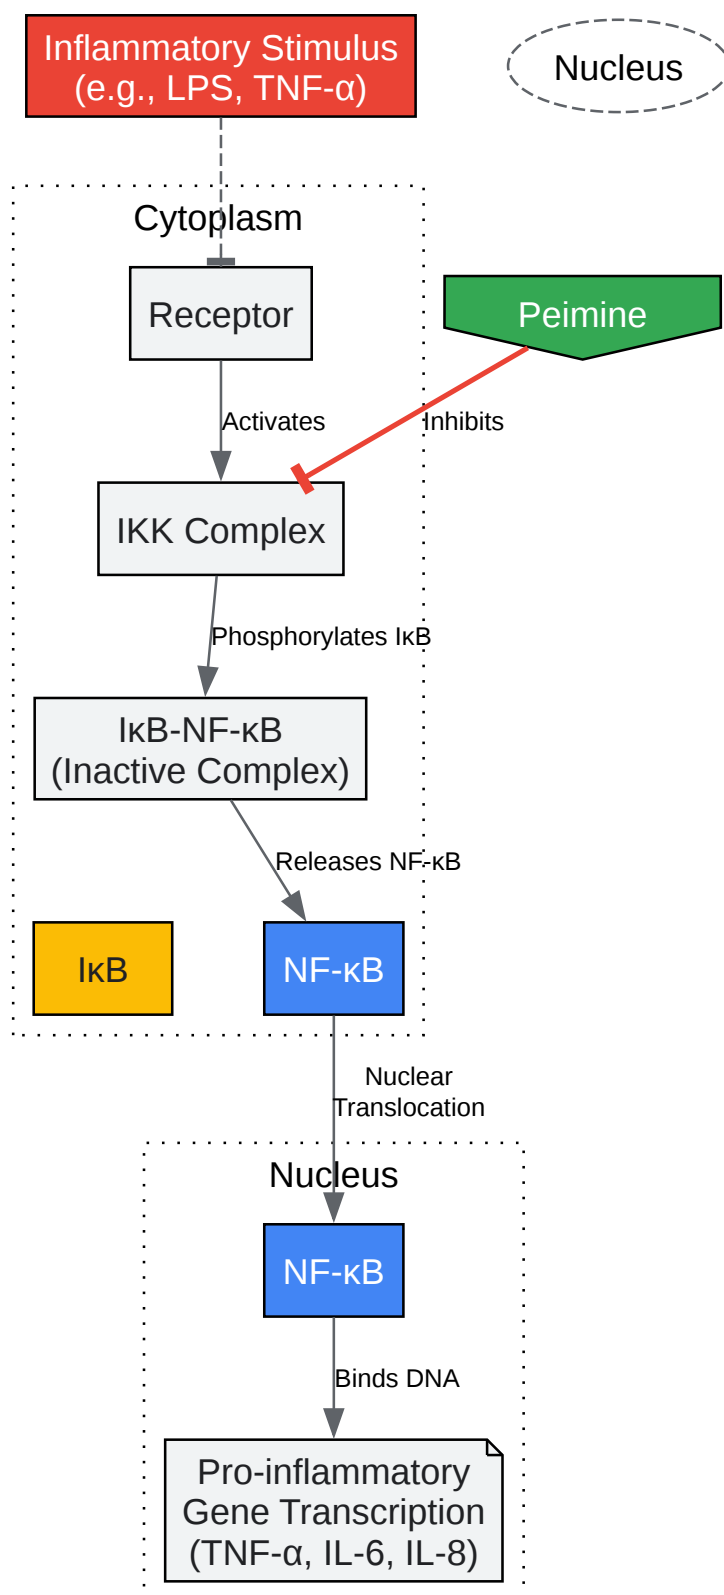 Inflammatory Stimulus
(e.g., LPS, TNF-α)
Nucleus
Cytoplasm
Receptor
Peimine
Activates
Inhibits
IKK Complex
Phosphorylates IκB
IκB-NF-κB
(Inactive Complex)
Releases NF-κB
IκB
NF-κB
Nuclear
Translocation
Nucleus
NF-κB
Binds DNA
Pro-inflammatory
Gene Transcription
(TNF-α, IL-6, IL-8)